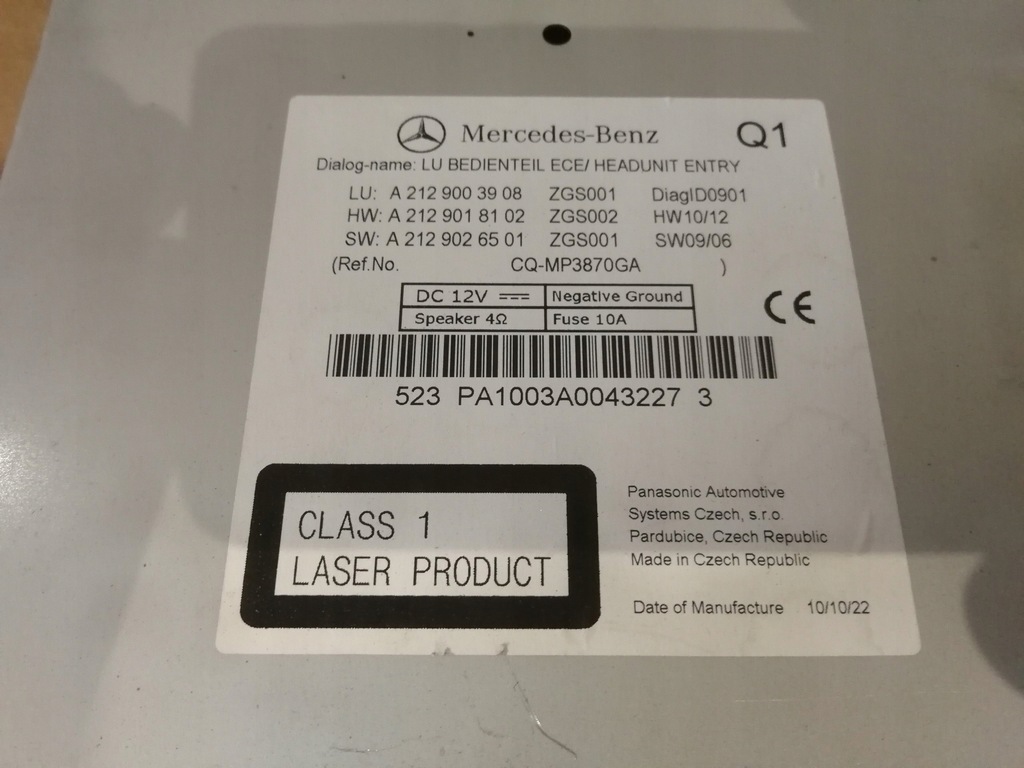 Mercedes-Benz Q1
Dialog-name: LU BEDIENTEIL ECE/ HEADUNIT ENTRY
LU: A 212 900 39 08 ZGS001 DiagID0901
HW: A 212 901 81 02 ZGS002 HW10/12
SW: A 212 902 65 01 ZGS001 SW09/06
(Ref.No. CQ-MP3870GA )
DC 12V Negative Ground
Speaker 4Ω Fuse 10A
CE
523 PA1003A0043227 3
CLASS 1
LASER PRODUCT
Panasonic Automotive
Systems Czech, s.r.o.
Pardubice, Czech Republic
Made in Czech Republic
Date of Manufacture 10/10/22